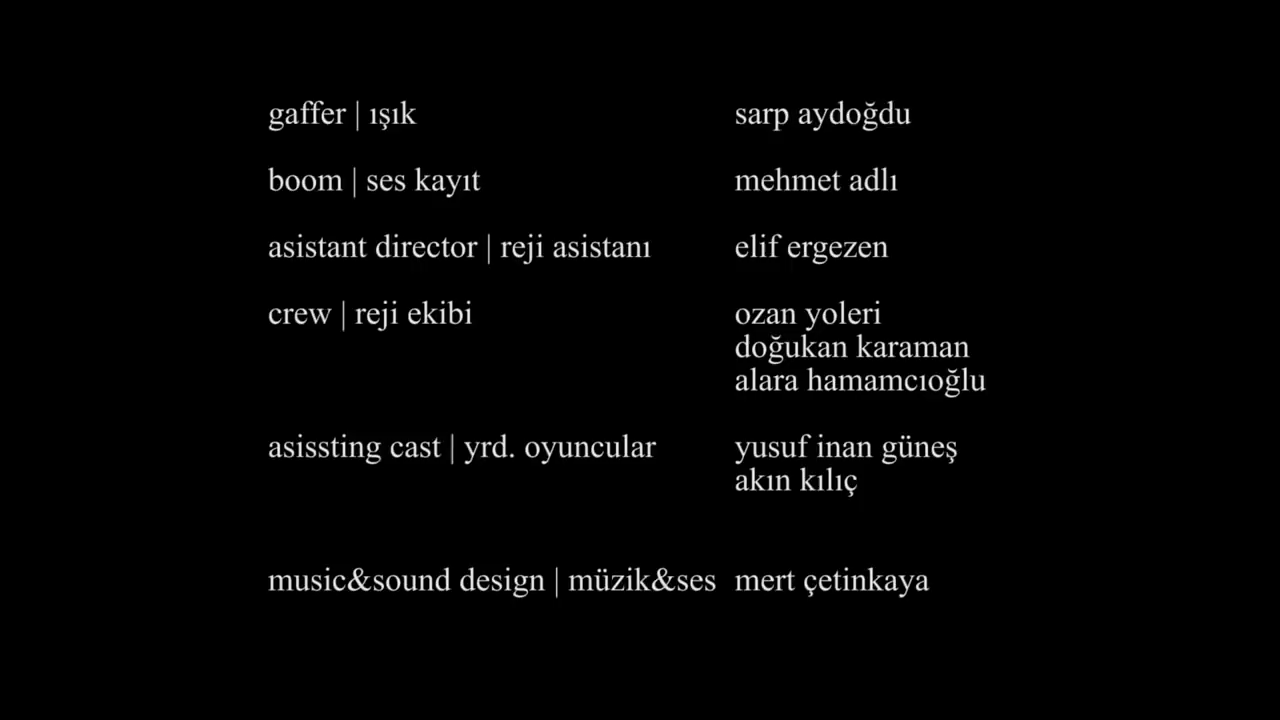 gaffer | ışık sarp aydoğdu
boom | ses kayıt mehmet adlı
asistant director | reji asistanı elif ergezen
crew | reji ekibi ozan yoleri
doğukan karaman
alara hamamcıoğlu
asissting cast | yrd. oyuncular yusuf inan güneş
akın kılıç
music&sound design | müzik&ses mert çetinkaya